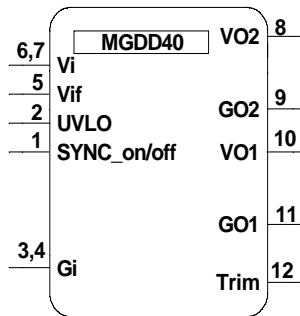 MGDD40
VO2 8
6,7 Vi
5 Vif
2 UVLO
1 SYNC_on/off
GO2 9
VO1 10
GO1 11
3,4 Gi
Trim 12